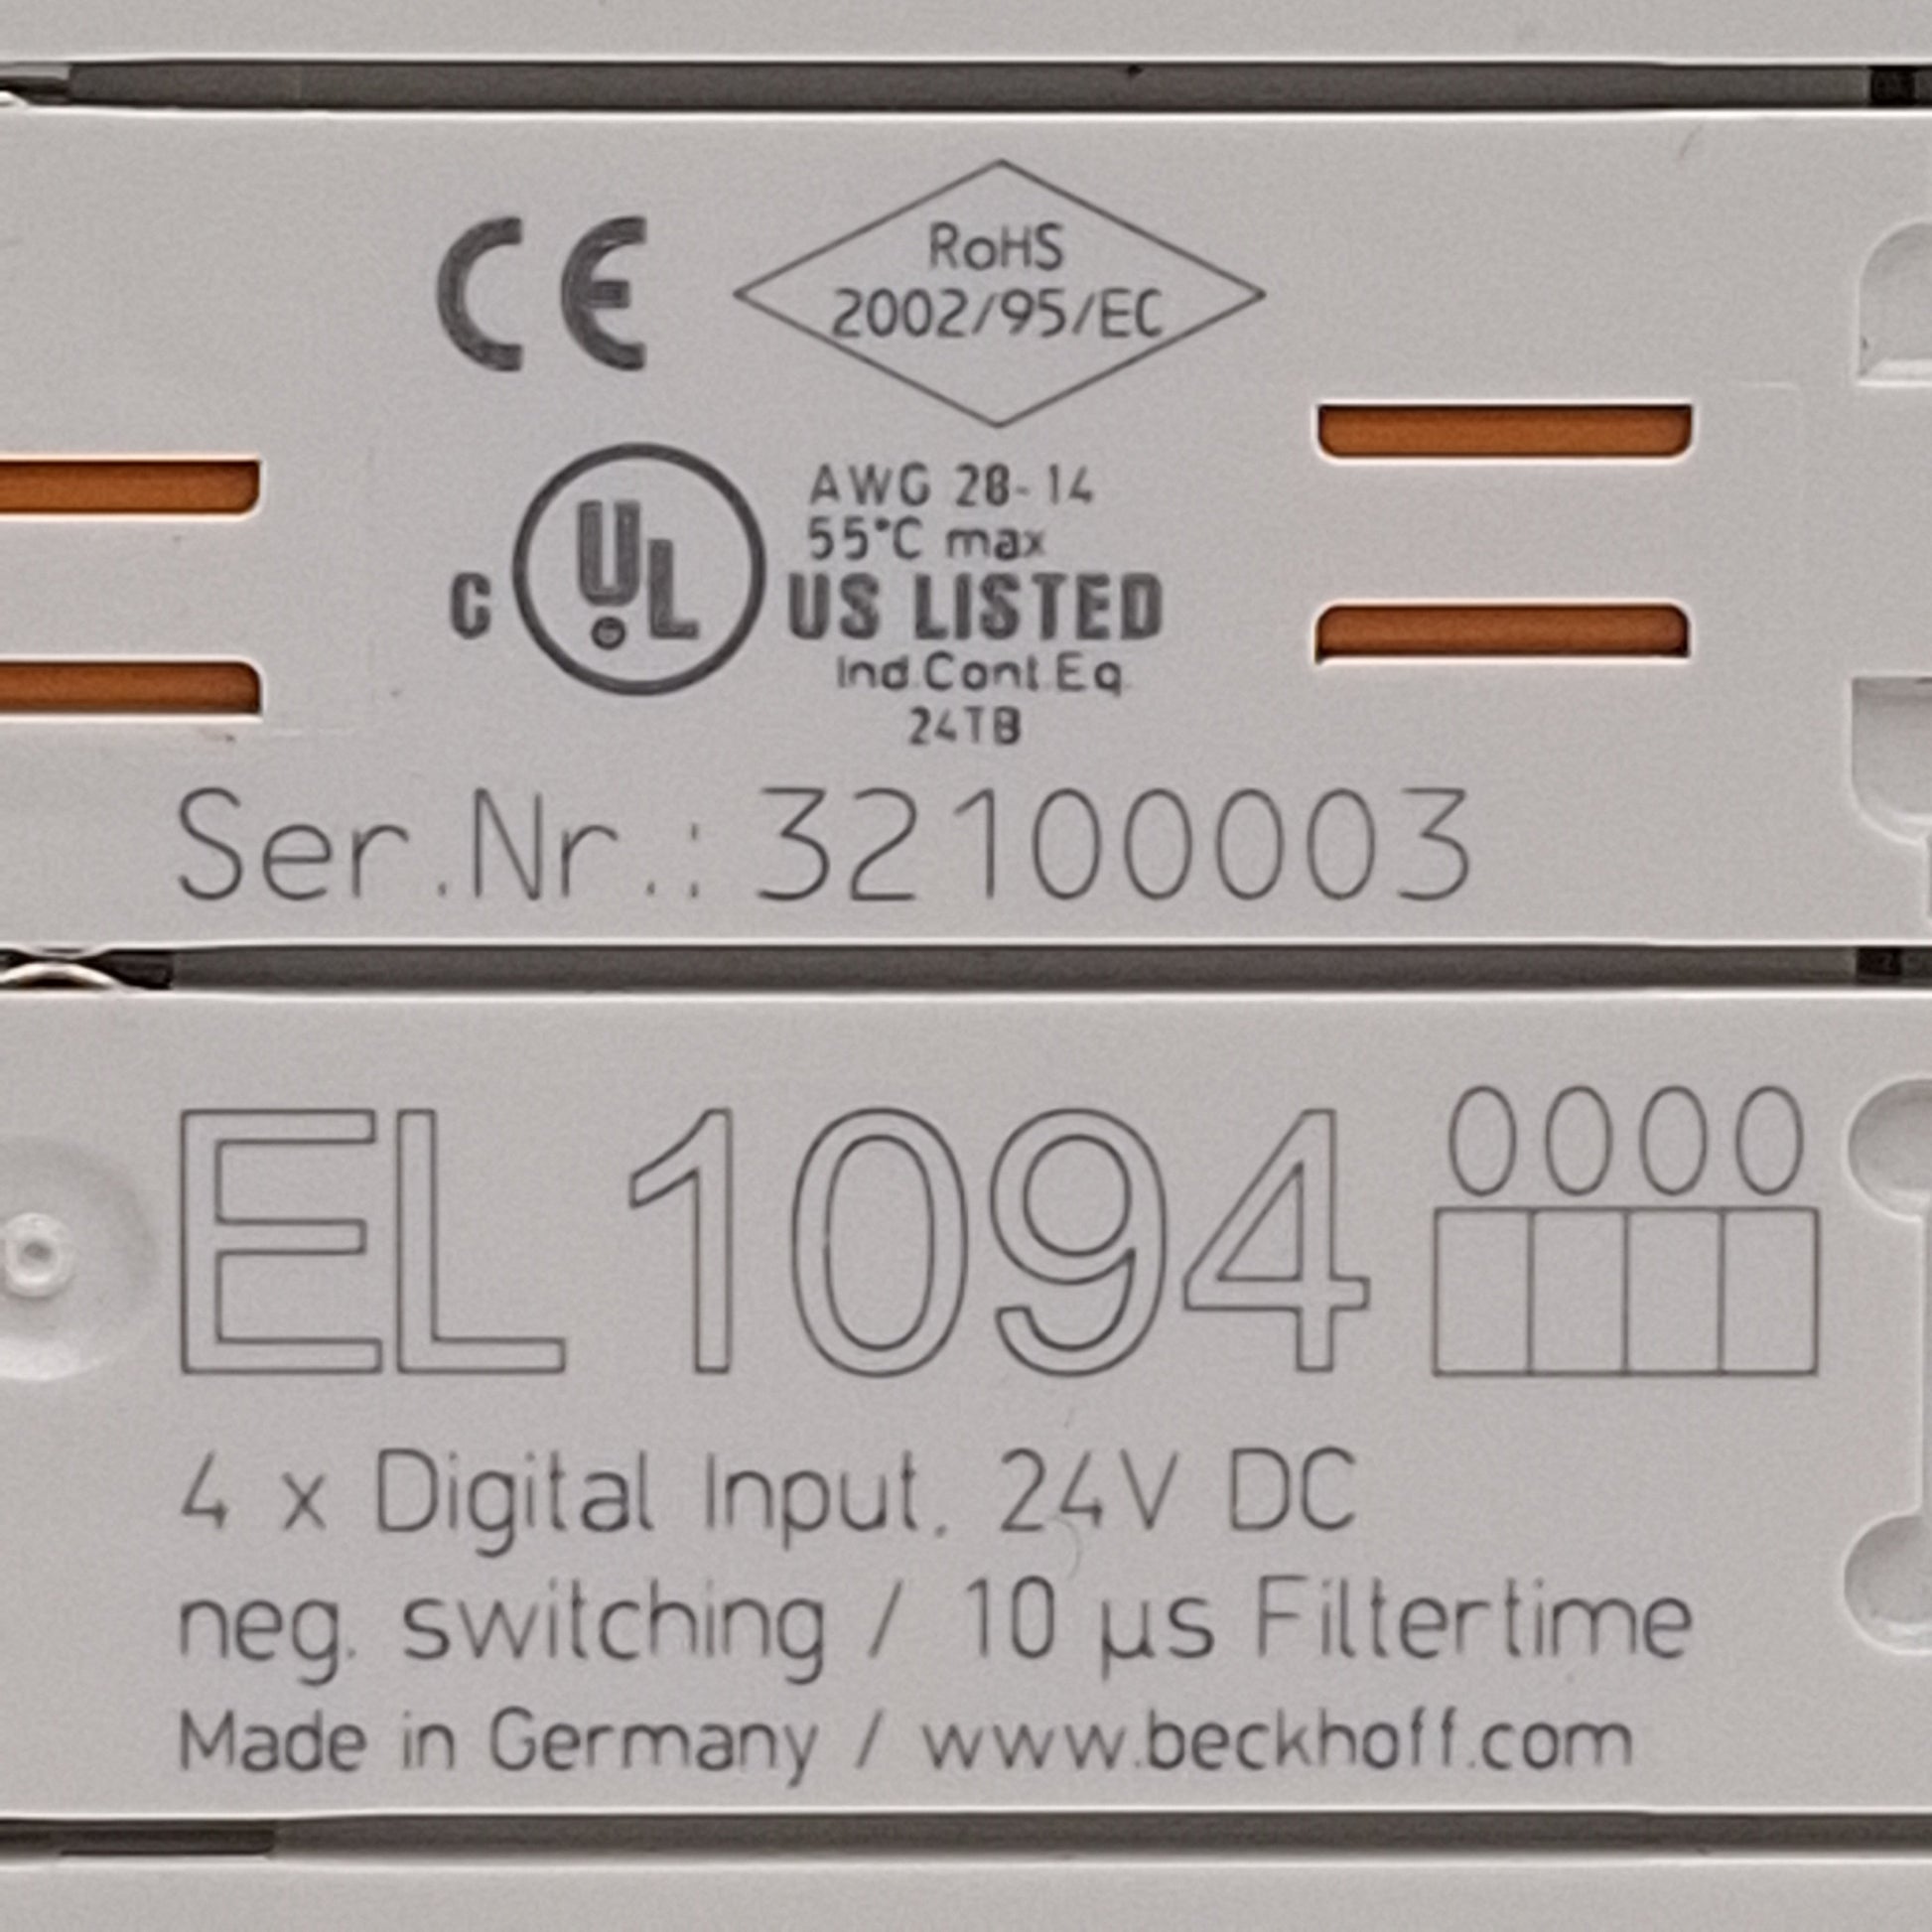 CE
RoHS
2002/95/EC
AWG 28-14
55°C max
C UL US LISTED
Ind.Cont.Eq.
24TB
Ser.Nr.: 32100003
EL 1094 0000
4 x Digital Input, 24V DC
neg. switching / 10 µs Filtertime
Made in Germany / www.beckhoff.com